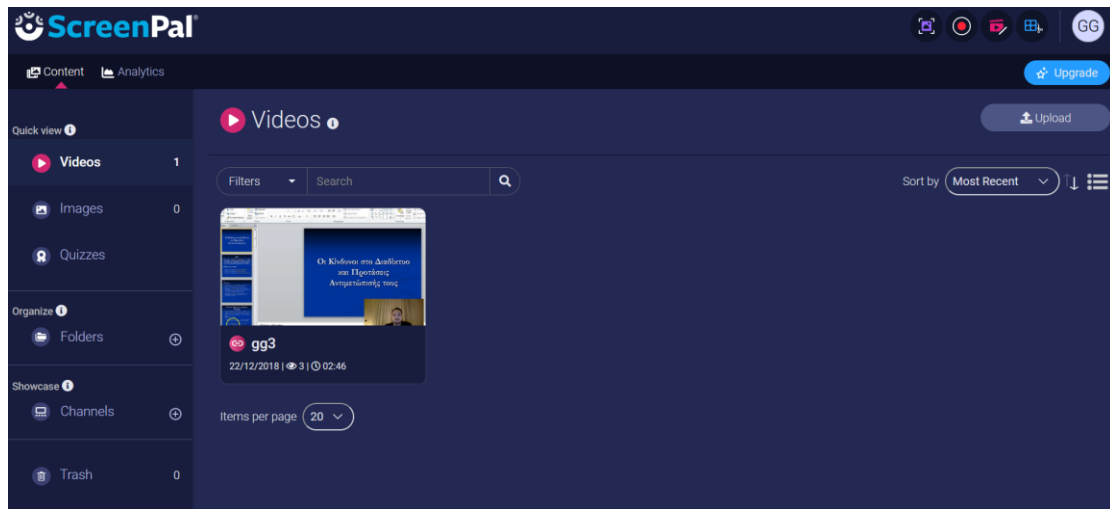 ScreenPal
GG
Content Analytics
Upgrade
Quick view
Videos 1
Images 0
Quizzes
Organize
Folders
Showcase
Channels
Trash 0
Videos
Upload
Filters Search
Sort by Most Recent
Οι Κίνδυνοι στο Διαδίκτυο
και Προτάσεις
Αντιμετώπισής τους
gg3
22/12/2018 | 3 | 02:46
Items per page 20